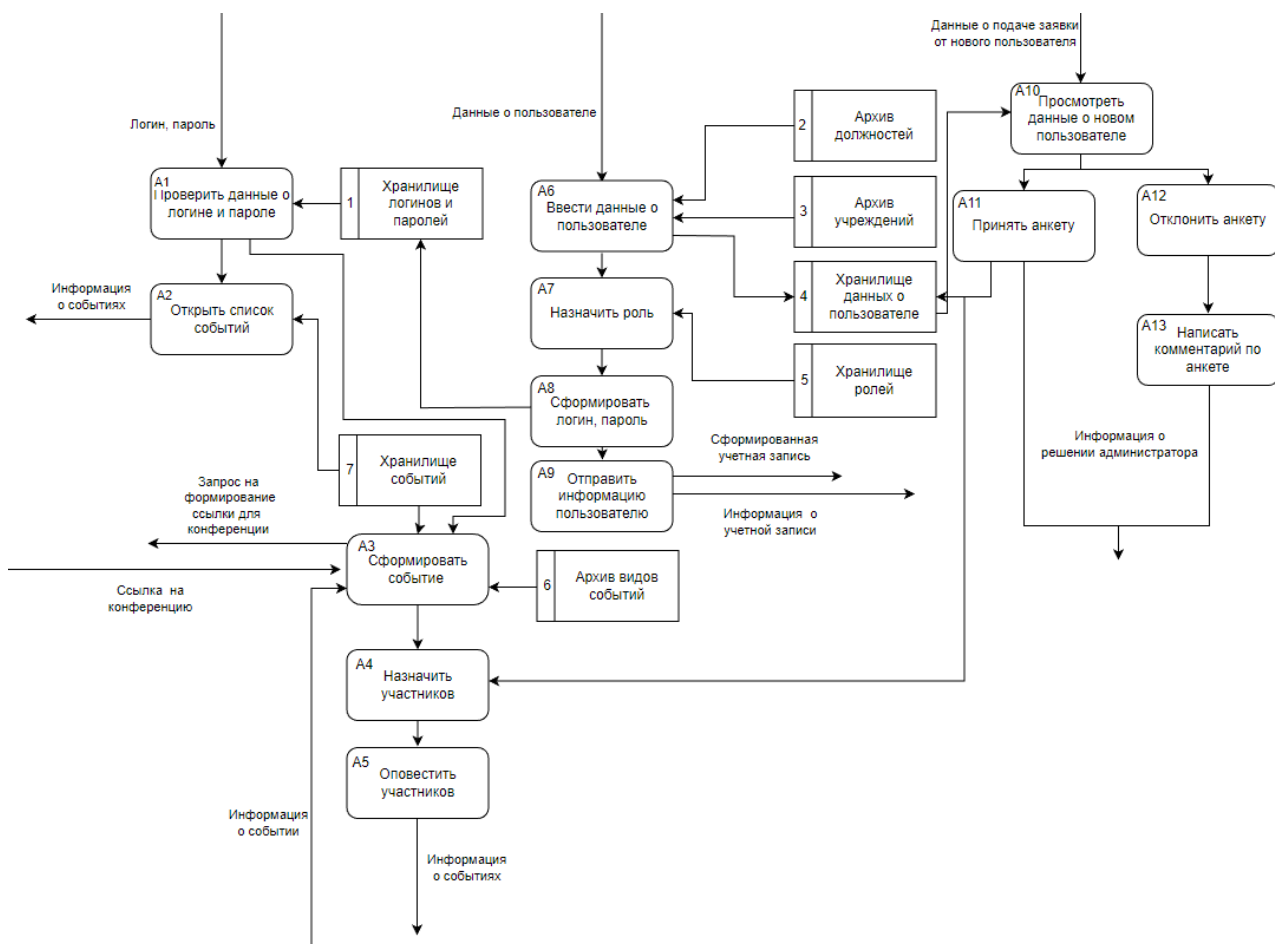 Данные о подаче заявки
от нового пользователя
Логин, пароль
Данные о пользователе
A10
Просмотреть
данные о новом
пользователе
2
Архив
должностей
A1
Проверить данные о
логине и пароле
1
Хранилище
логинов и
паролей
A6
Ввести данные о
пользователе
3
Архив
учреждений
A11
Принять анкету
A12
Отклонить анкету
Информация
о событиях
A2
Открыть список
событий
A7
Назначить роль
4
Хранилище
данных о
пользователе
A13
Написать
комментарий по
анкете
5
Хранилище
ролей
A8
Сформировать
логин, пароль
7
Хранилище
событий
A9
Отправить
информацию
пользователю
Сформированная
учетная запись
Информация о
учетной записи
Информация о
решении администратора
Запрос на
формирование
ссылки для
конференции
A3
Сформировать
событие
6
Архив видов
событий
Ссылка на
конференцию
A4
Назначить
участников
A5
Оповестить
участников
Информация
о событии
Информация
о событиях